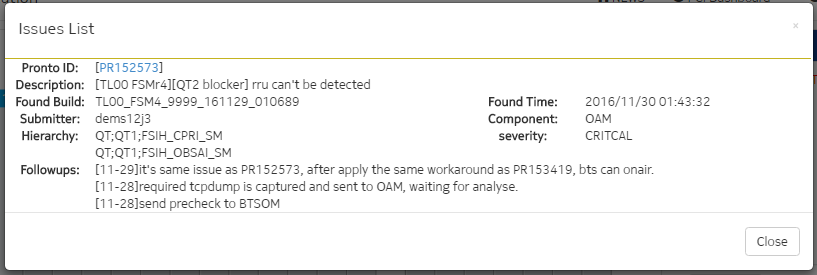 Issues List
×
Pronto ID: [PR152573]
Description: [TL00 FSMr4][QT2 blocker] rru can't be detected
Found Build: TL00_FSM4_9999_161129_010689 Found Time: 2016/11/30 01:43:32
Submitter: dems12j3 Component: OAM
Hierarchy: QT;QT1;FSIH_CPRI_SM severity: CRITCAL
QT;QT1;FSIH_OBSAI_SM
Followups: [11-29]it's same issue as PR152573, after apply the same workaround as PR153419, bts can onair.
[11-28]required tcpdump is captured and sent to OAM, waiting for analyse.
[11-28]send precheck to BTSOM
Close